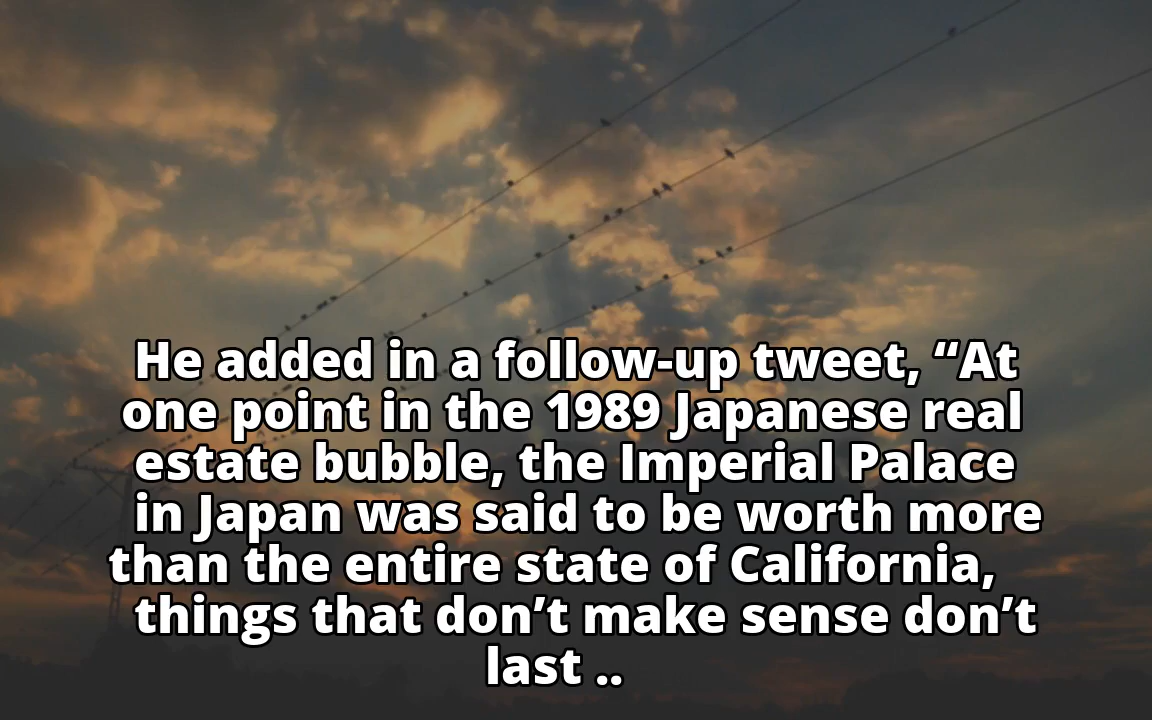 He added in a follow-up tweet, “At
one point in the 1989 Japanese real
estate bubble, the Imperial Palace
in Japan was said to be worth more
than the entire state of California,
things that don’t make sense don’t
last ..